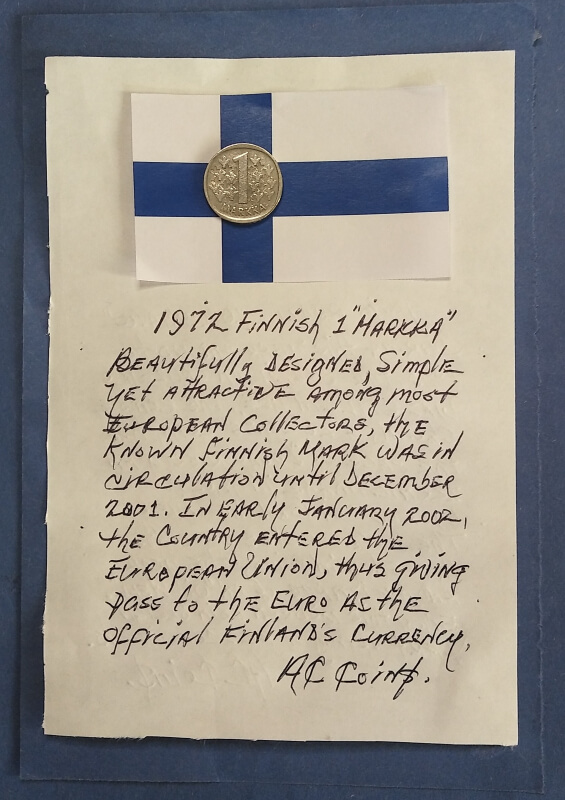 1
MARKKA
1972 Finnish 1 "MARKKA"
Beautifully Designed, Simple
yet attractive among most
European Collectors, the
known Finnish Mark was in
circulation until December
2001. In early January 2002,
the Country entered the
European Union, thus giving
pass to the Euro as the
official Finland's Currency.
AC Coins.